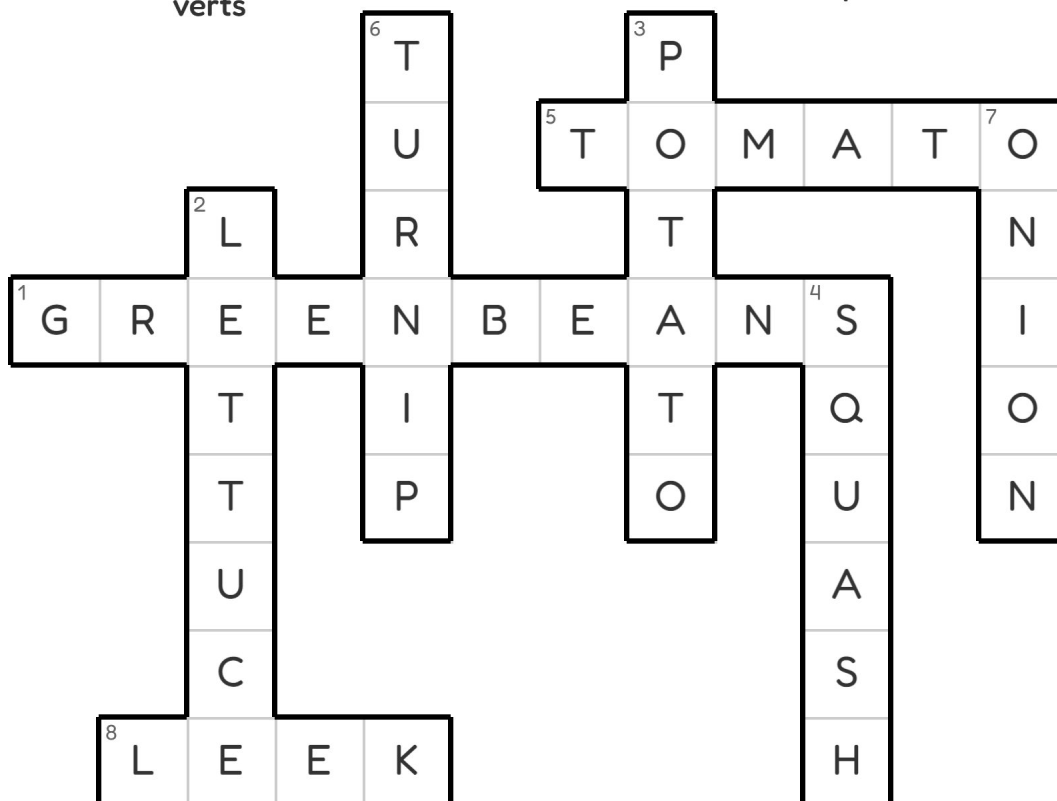 verts
6 T 3 P
U 5 T O M A T 7 O
2 L R T N
1 G R E E N B E A N 4 S I
T I T Q O
T P O U N
U A
C S
8 L E E K H